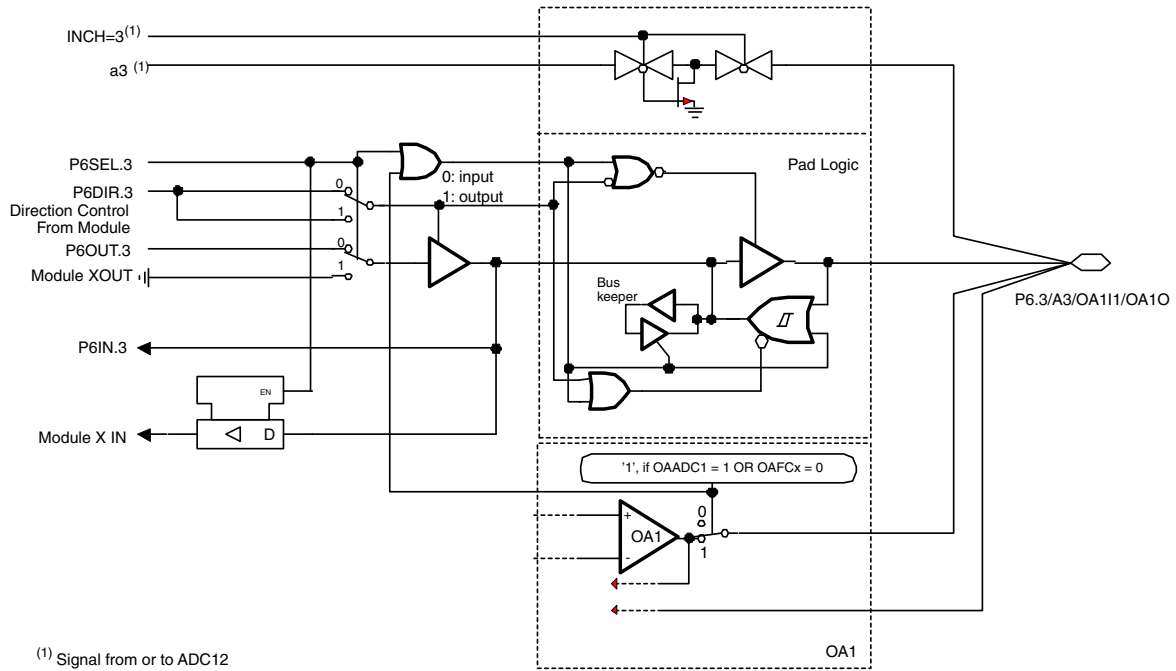 INCH=3(1)
a3 (1)
P6SEL.3
0: input
Pad Logic
P6DIR.3
0
1: output
Direction Control
From Module
1
P6OUT.3
0
Module XOUT
1
Bus
keeper
P6.3/A3/OA1I1/OA1O
P6IN.3
EN
Module X IN
D
'1', if OAADC1 = 1 OR OAFCx = 0
0
+
OA1
-
1
OA1
(1) Signal from or to ADC12